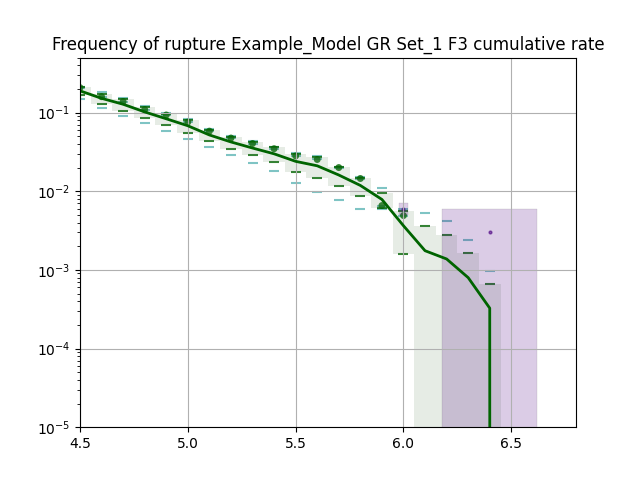 Frequency of rupture Example_Model GR Set_1 F3 cumulative rate
10⁻¹
10⁻²
10⁻³
10⁻⁴
10⁻⁵
4.5 5.0 5.5 6.0 6.5